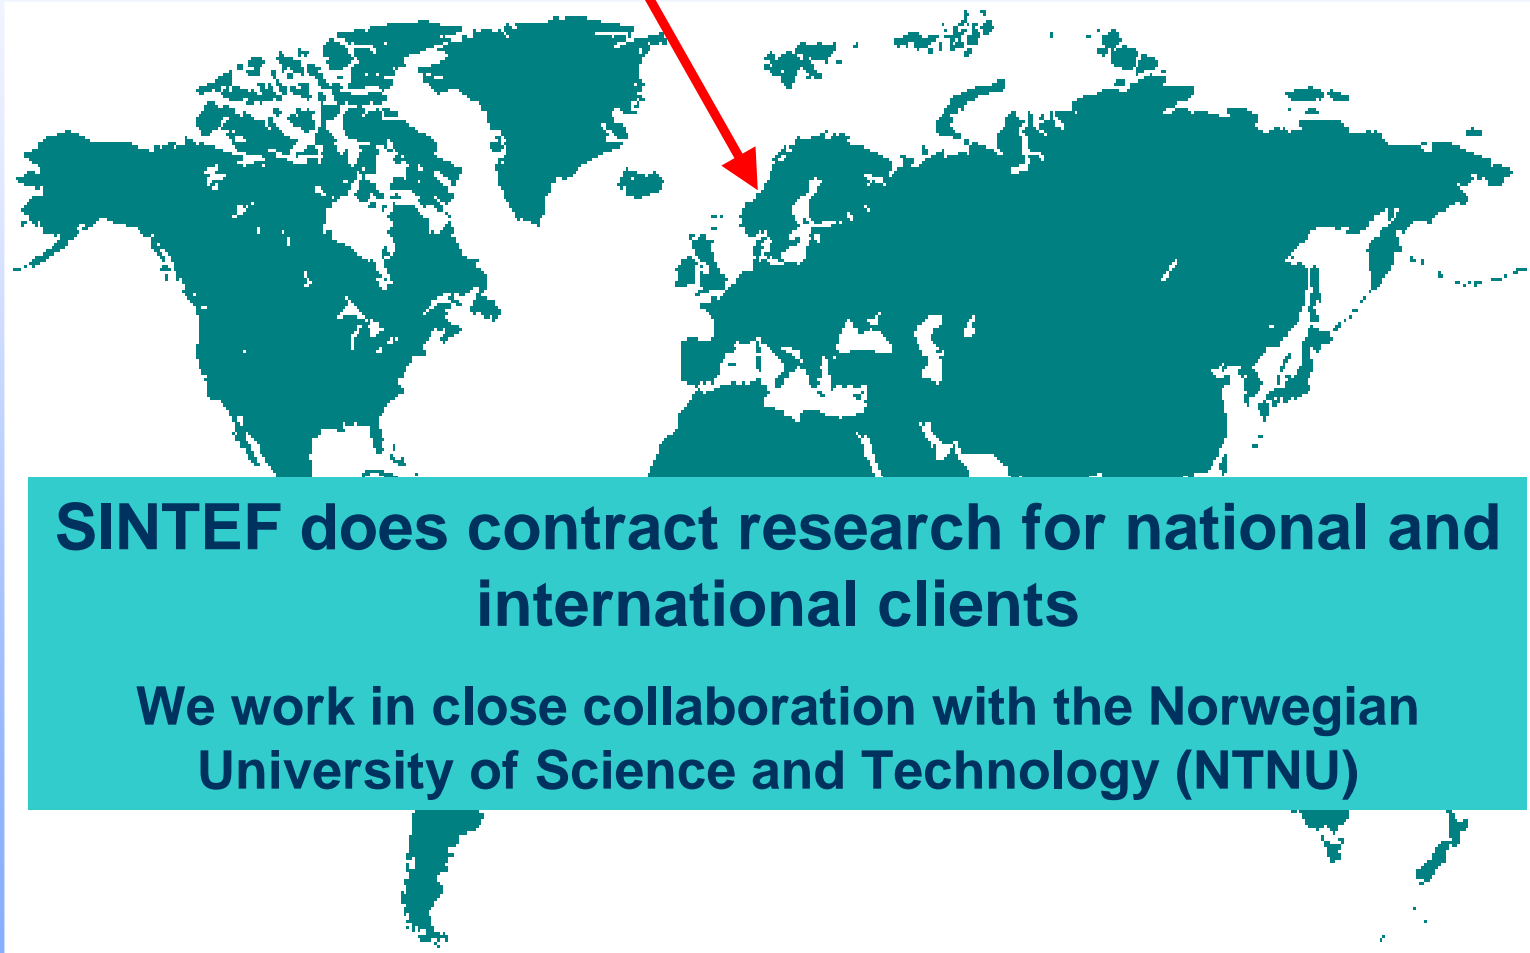 SINTEF does contract research for national and
international clients
We work in close collaboration with the Norwegian
University of Science and Technology (NTNU)